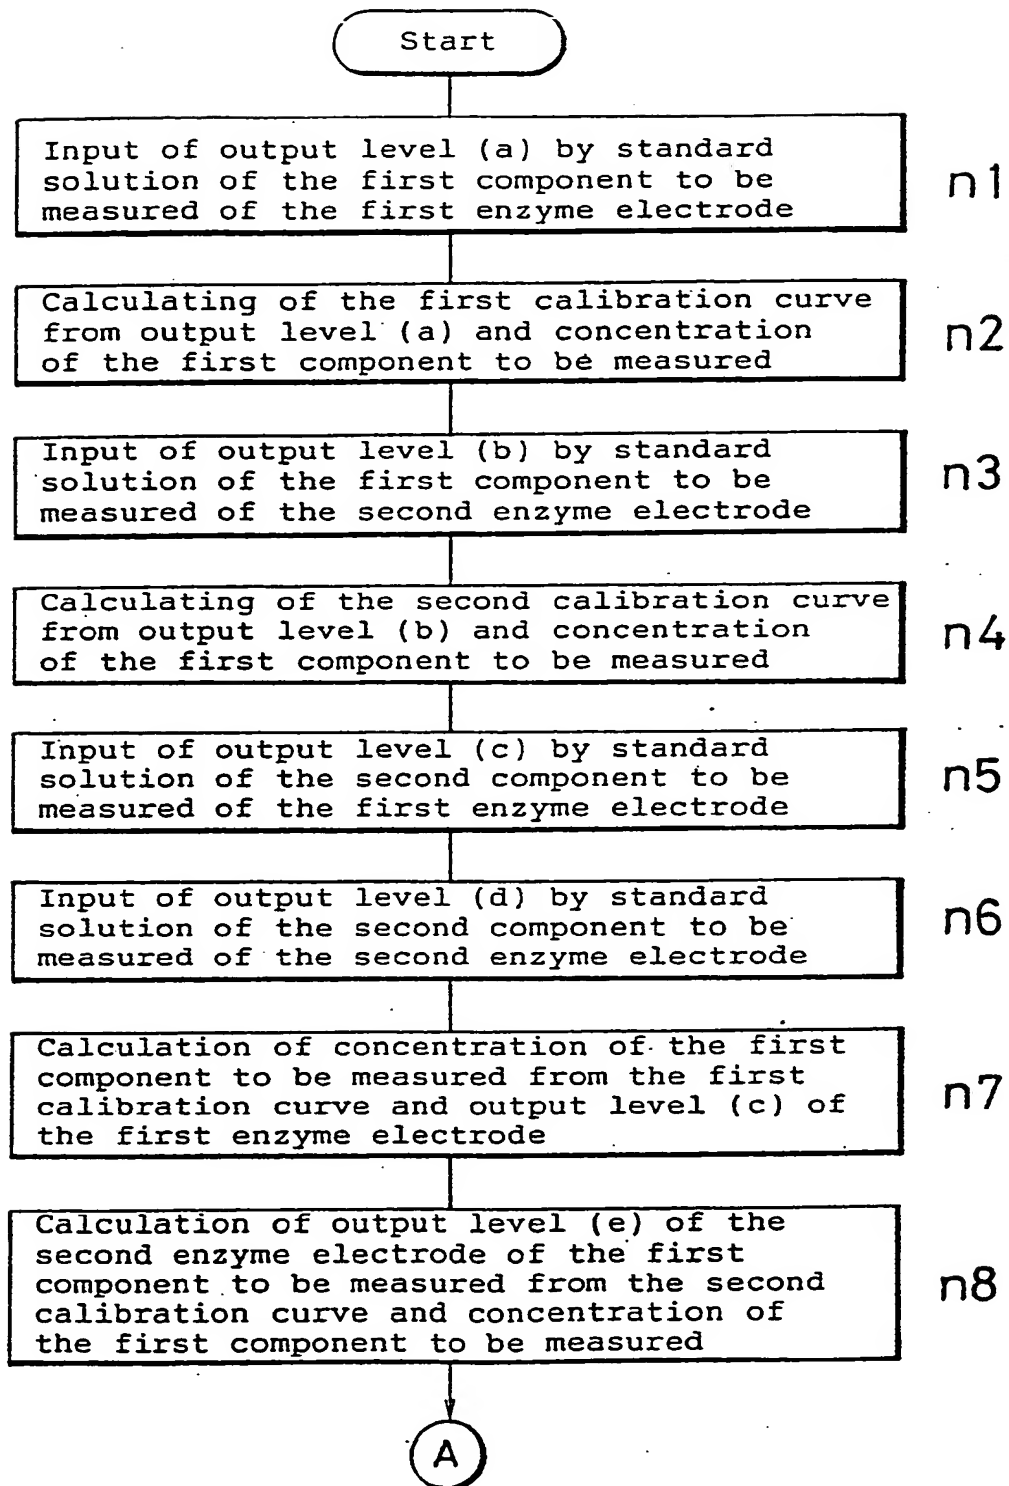 Start
Input of output level (a) by standard
solution of the first component to be
measured of the first enzyme electrode
n1
Calculating of the first calibration curve
from output level (a) and concentration
of the first component to be measured
n2
Input of output level (b) by standard
solution of the first component to be
measured of the second enzyme electrode
n3
Calculating of the second calibration curve
from output level (b) and concentration
of the first component to be measured
n4
Input of output level (c) by standard
solution of the second component to be
measured of the first enzyme electrode
n5
Input of output level (d) by standard
solution of the second component to be
measured of the second enzyme electrode
n6
Calculation of concentration of the first
component to be measured from the first
calibration curve and output level (c) of
the first enzyme electrode
n7
Calculation of output level (e) of the
second enzyme electrode of the first
component to be measured from the second
calibration curve and concentration of
the first component to be measured
n8
A